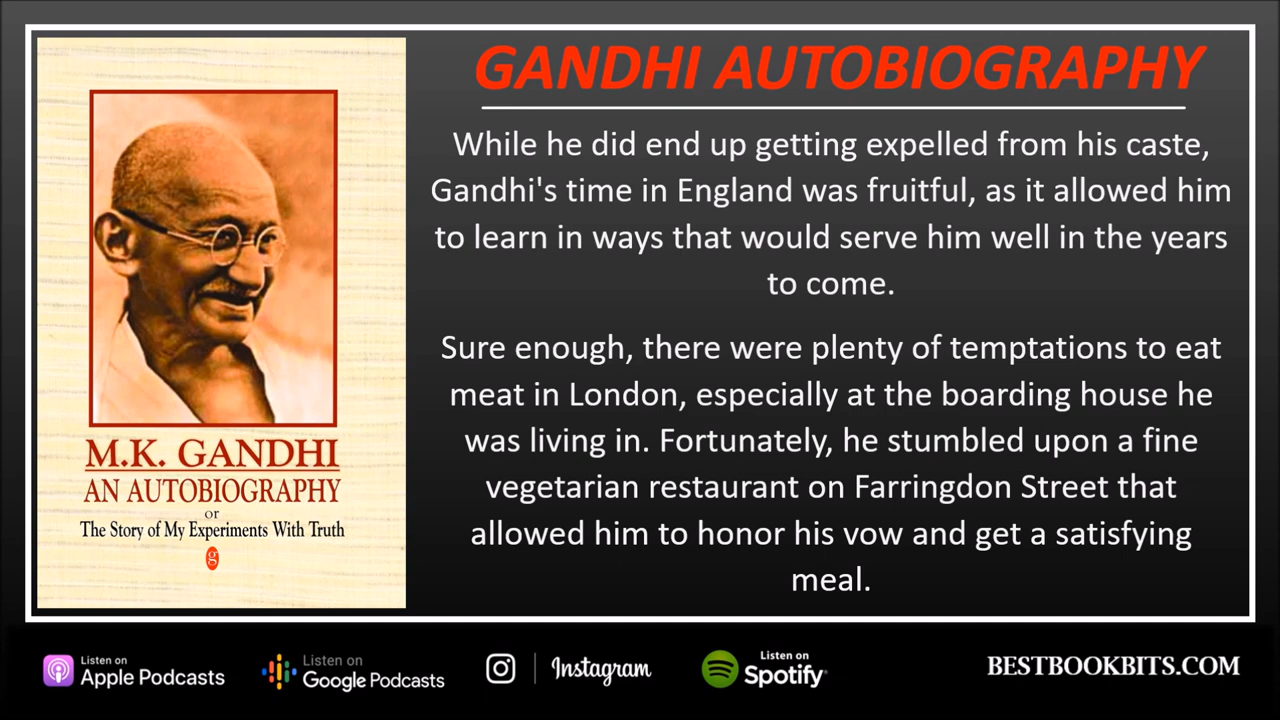 GANDHI AUTOBIOGRAPHY
While he did end up getting expelled from his caste,
Gandhi's time in England was fruitful, as it allowed him
to learn in ways that would serve him well in the years
to come.
Sure enough, there were plenty of temptations to eat
meat in London, especially at the boarding house he
was living in. Fortunately, he stumbled upon a fine
vegetarian restaurant on Farringdon Street that
allowed him to honor his vow and get a satisfying
meal.
M.K. GANDHI
AN AUTOBIOGRAPHY
or
The Story of My Experiments With Truth
g
Listen on
Apple Podcasts
Listen on
Google Podcasts
Instagram
Listen on
Spotify
BESTBOOKBITS.COM